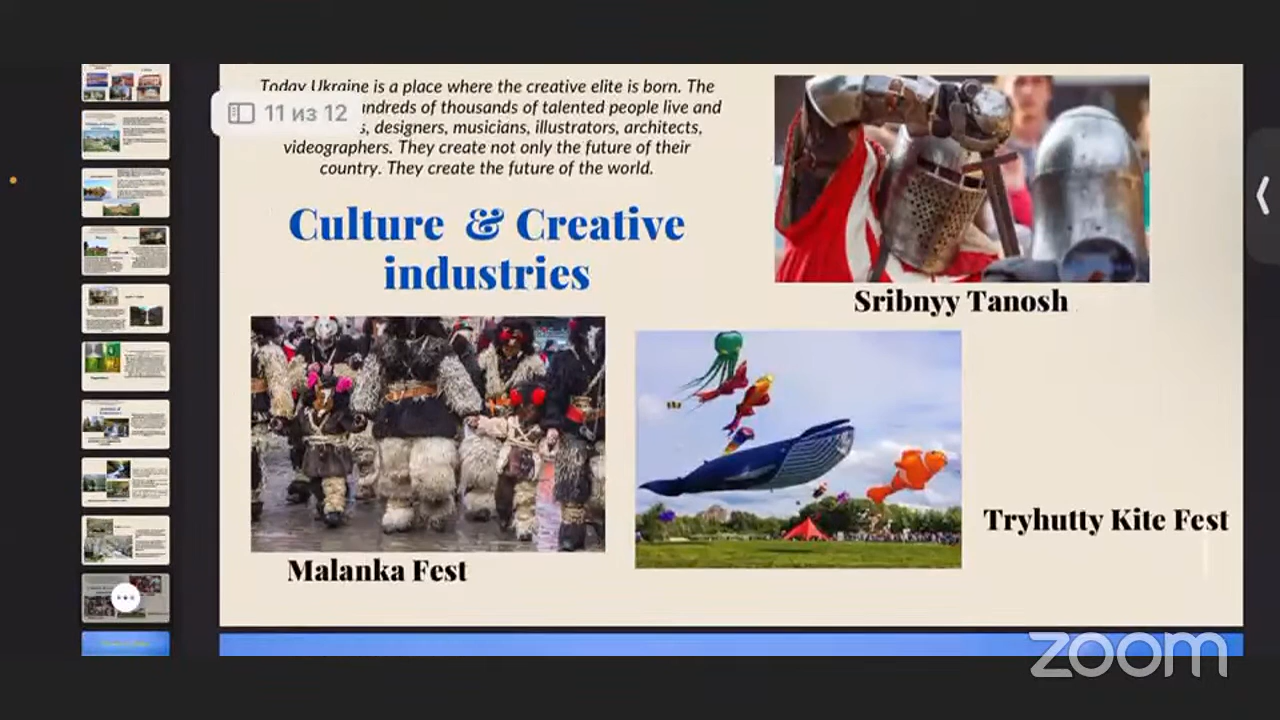 Today Ukraine is a place where the creative elite is born. The
11 из 12
hundreds of thousands of talented people live and
designers, musicians, illustrators, architects,
videographers. They create not only the future of their
country. They create the future of the world.
Culture & Creative
industries
Sribnyy Tanosh
Malanka Fest
Tryhutty Kite Fest
zoom